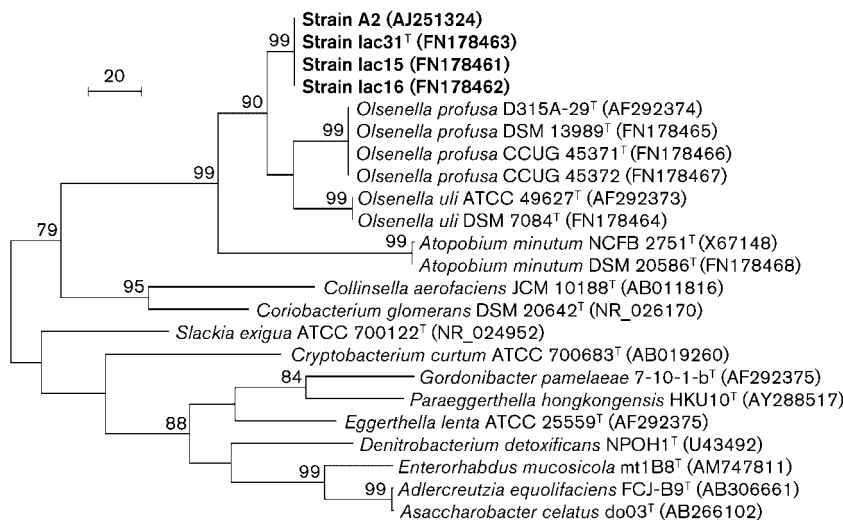 Strain A2 (AJ251324)
99
Strain lac31ᵀ (FN178463)
Strain lac15 (FN178461)
20
Strain lac16 (FN178462)
90
Olsenella profusa D315A-29ᵀ (AF292374)
99
Olsenella profusa DSM 13989ᵀ (FN178465)
Olsenella profusa CCUG 45371ᵀ (FN178466)
99
Olsenella profusa CCUG 45372 (FN178467)
99
Olsenella uli ATCC 49627ᵀ (AF292373)
Olsenella uli DSM 7084ᵀ (FN178464)
79
99
Atopobium minutum NCFB 2751ᵀ (X67148)
Atopobium minutum DSM 20586ᵀ (FN178468)
95
Collinsella aerofaciens JCM 10188ᵀ (AB011816)
Coriobacterium glomerans DSM 20642ᵀ (NR_026170)
Slackia exigua ATCC 700122ᵀ (NR_024952)
Cryptobacterium curtum ATCC 700683ᵀ (AB019260)
84
Gordonibacter pamelaeae 7-10-1-bᵀ (AF292375)
Paraeggerthella hongkongensis HKU10ᵀ (AY288517)
88
Eggerthella lenta ATCC 25559ᵀ (AF292375)
Denitrobacterium detoxificans NPOH1ᵀ (U43492)
99
Enterorhabdus mucosicola mt1B8ᵀ (AM747811)
99
Adlercreutzia equolifaciens FCJ-B9ᵀ (AB306661)
Asaccharobacter celatus do03ᵀ (AB266102)